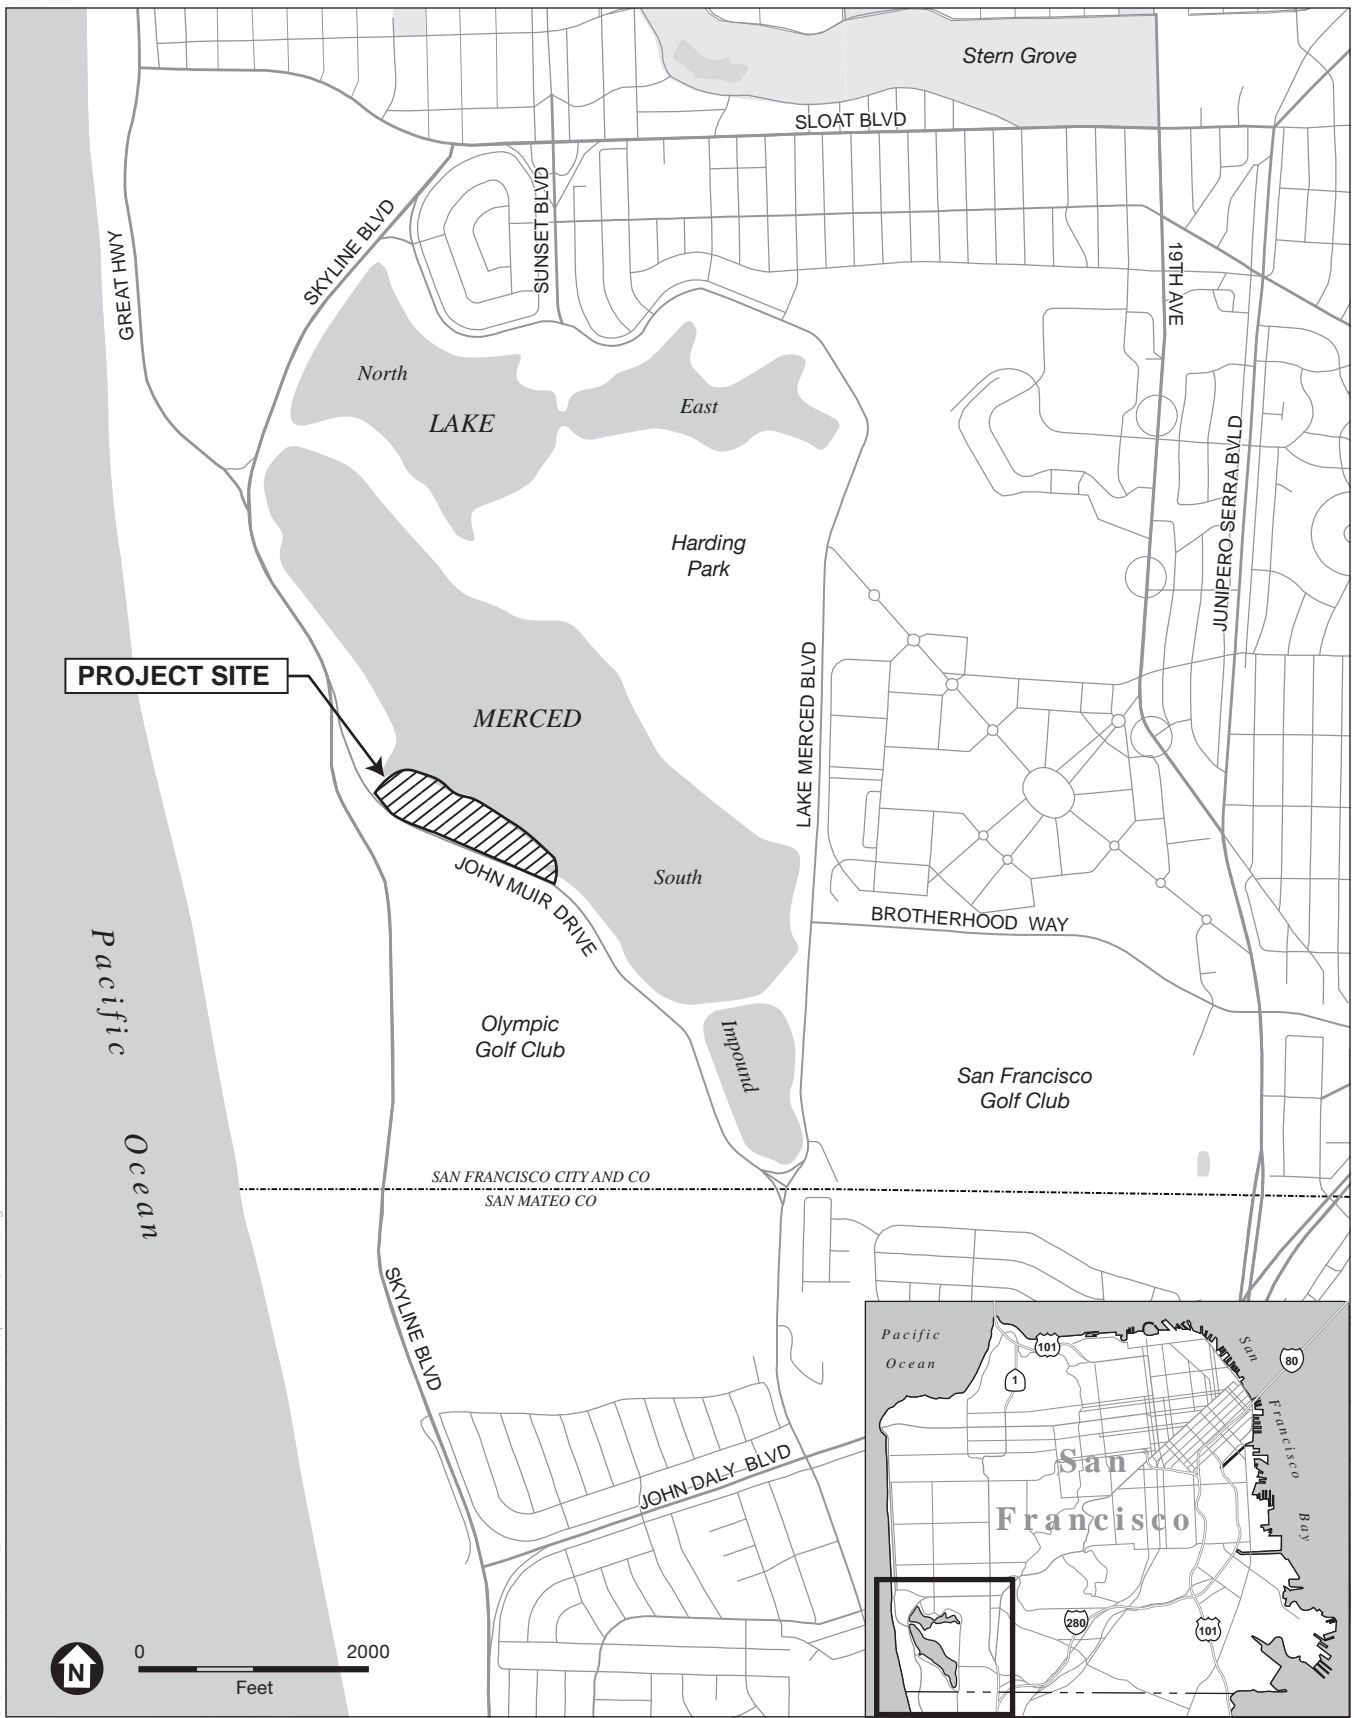 Stern Grove
SLOAT BLVD
SKYLINE BLVD
SUNSET BLVD
GREAT HWY
19TH AVE
North
LAKE
East
JUNIPERO SERRA BVLD
Harding
Park
PROJECT SITE
MERCED
LAKE MERCED BLVD
JOHN MUIR DRIVE
South
BROTHERHOOD WAY
Pacific
Ocean
Olympic
Golf Club
Impound
San Francisco
Golf Club
SAN FRANCISCO CITY AND CO
SAN MATEO CO
SKYLINE BLVD
JOHN DALY BLVD
Pacific
Ocean
101
1
San
Francisco
Bay
80
San
Francisco
280
101
N
0
2000
Feet